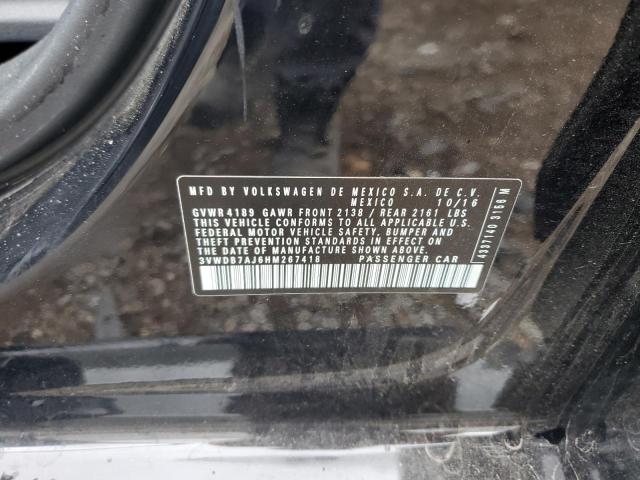 MFD BY VOLKSWAGEN DE MEXICO S.A. DE C.V.
MEXICO 10/16
GVWR 4189 GAWR FRONT 2138 / REAR 2161 LBS
THIS VEHICLE CONFORMS TO ALL APPLICABLE U.S.
FEDERAL MOTOR VEHICLE SAFETY, BUMPER AND
THEFT PREVENTION STANDARDS IN EFFECT ON
THE DATE OF MANUFACTURE SHOWN ABOVE.
3VWDB7AJ6HM267418 PASSENGER CAR
4937140 3156 M